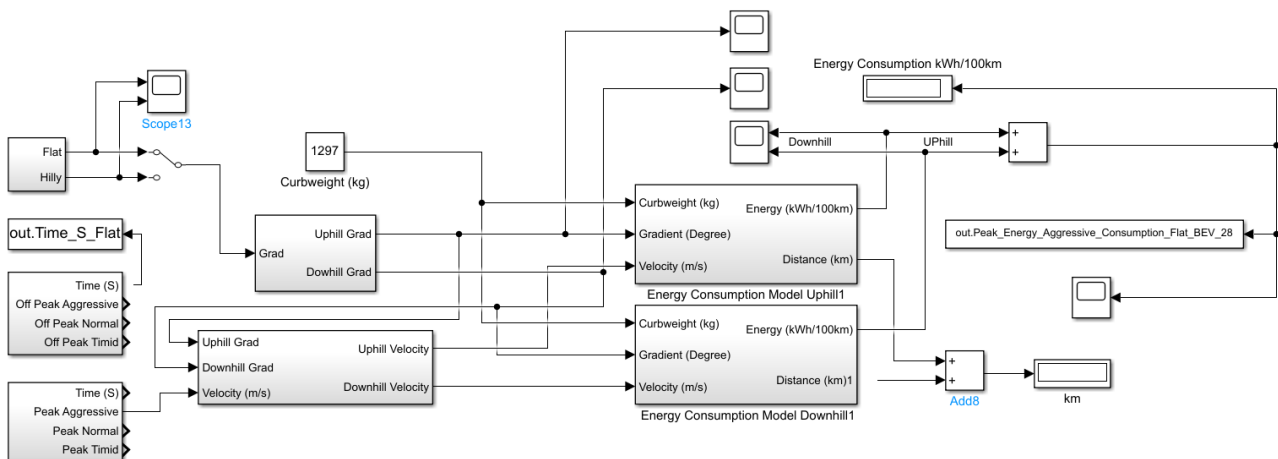 Energy Consumption kWh/100km
Scope13
Flat
Hilly
1297
Curbweight (kg)
Downhill
UPhill
+
+
out.Time_S_Flat
Grad
Uphill Grad
Dowhill Grad
Curbweight (kg)
Gradient (Degree)
Velocity (m/s)
Energy (kWh/100km)
Distance (km)
Energy Consumption Model Uphill1
out.Peak_Energy_Aggressive_Consumption_Flat_BEV_28
Time (S)
Off Peak Aggressive
Off Peak Normal
Off Peak Timid
Uphill Grad
Downhill Grad
Velocity (m/s)
Uphill Velocity
Downhill Velocity
Curbweight (kg)
Gradient (Degree)
Velocity (m/s)
Energy (kWh/100km)
Distance (km)1
Energy Consumption Model Downhill1
+
+
Add8
km
Time (S)
Peak Aggressive
Peak Normal
Peak Timid